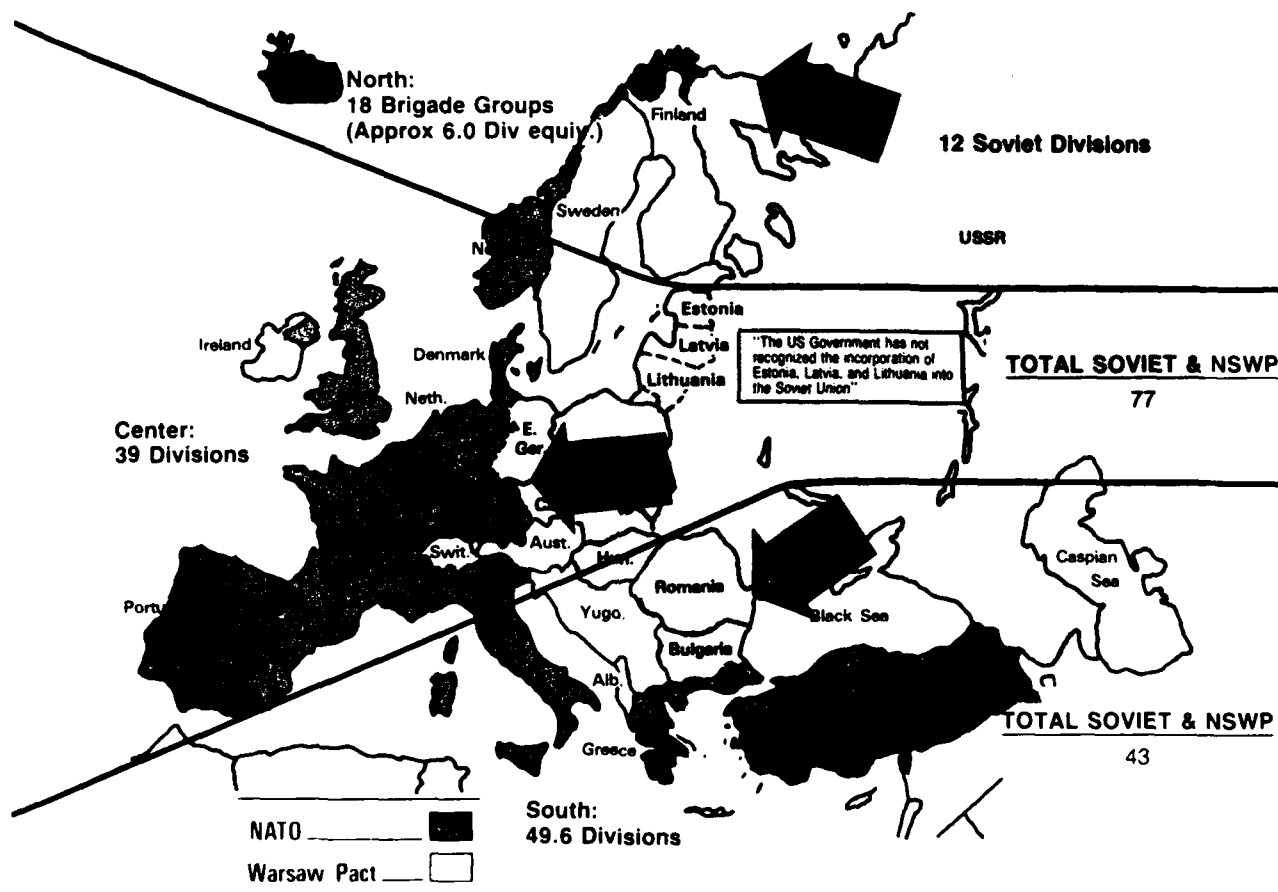 North:
18 Brigade Groups
(Approx 6.0 Div equiv.)
Finland
12 Soviet Divisions
Sweden
USSR
Estonia
Latvia
Lithuania
"The US Government has not
recognized the incorporation of
Estonia, Latvia, and Lithuania into
the Soviet Union"
TOTAL SOVIET & NSWP
77
Ireland
Denmark
Neth.
Center:
39 Divisions
E.
Ger.
Swit.
Aust.
Hun.
Romania
Caspian
Sea
Portu
Yugo.
Black Sea
Bulgaria
Alb.
Greece
TOTAL SOVIET & NSWP
43
South:
49.6 Divisions
NATO
Warsaw Pact